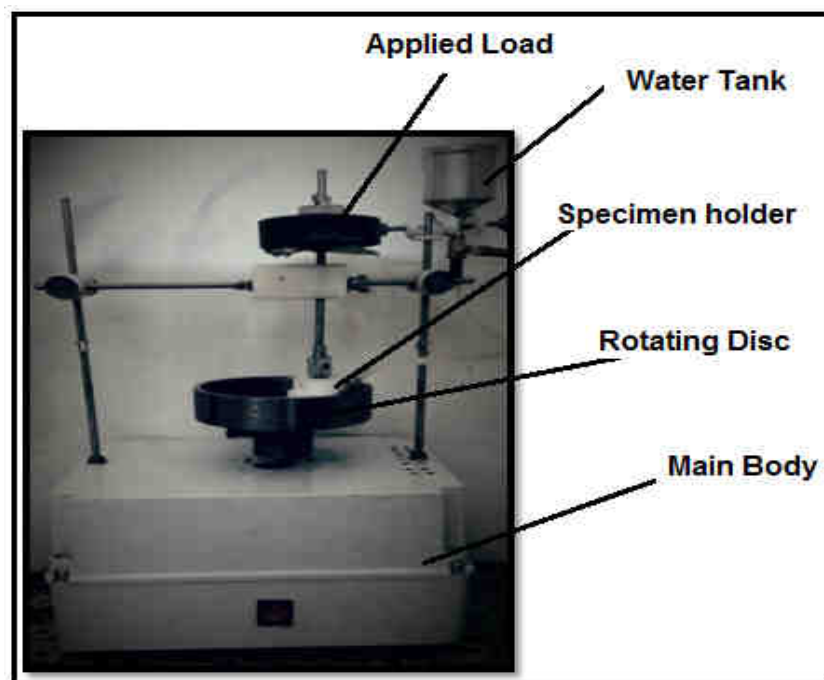 Applied Load
Water Tank
Specimen holder
Rotating Disc
Main Body